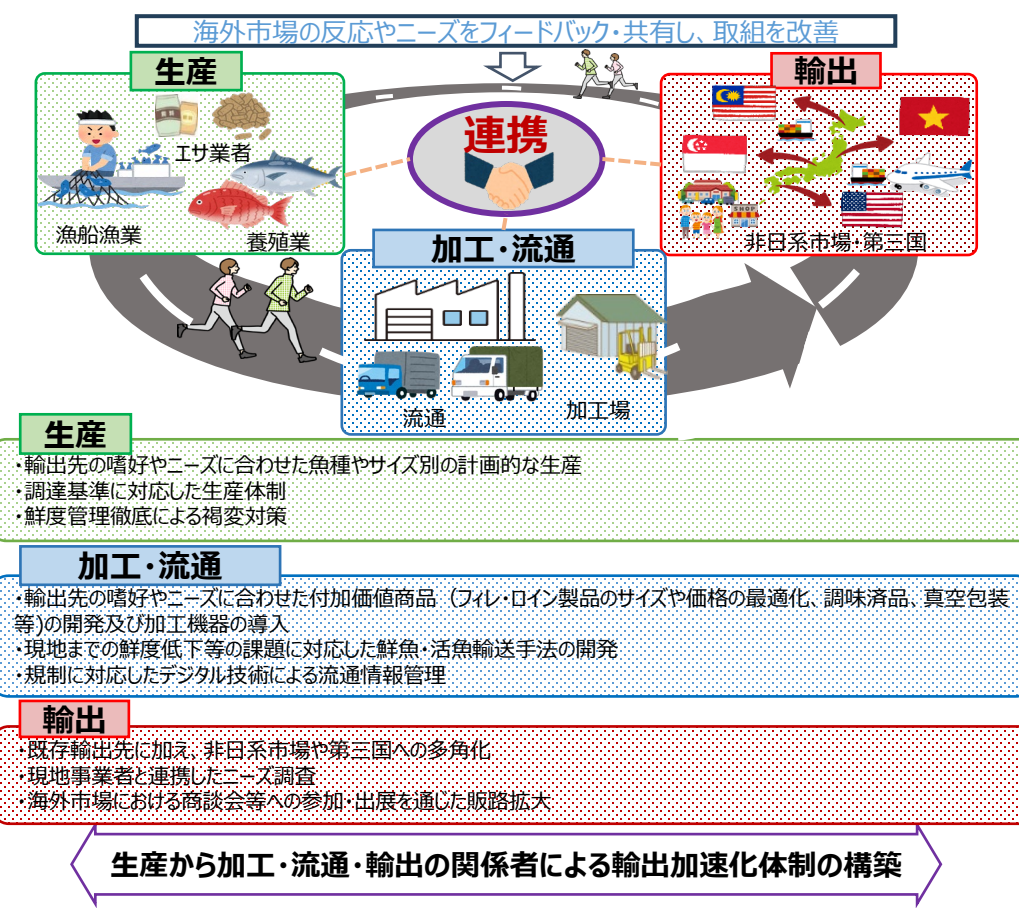 海外市場の反応やニーズをフィードバック・共有し、取組を改善
生産
エサ業者
漁船漁業
養殖業
連携
輸出
SHOP
非日系市場・第三国
加工・流通
流通
加工場
生産
・輸出先の嗜好やニーズに合わせた魚種やサイズ別の計画的な生産
・調達基準に対応した生産体制
・鮮度管理徹底による褐変対策
加工・流通
・輸出先の嗜好やニーズに合わせた付加価値商品（フィレ・ロイン製品のサイズや価格の最適化、調味済品、真空包装
等)の開発及び加工機器の導入
・現地までの鮮度低下等の課題に対応した鮮魚・活魚輸送手法の開発
・規制に対応したデジタル技術による流通情報管理
輸出
・既存輸出先に加え、非日系市場や第三国への多角化
・現地事業者と連携したニーズ調査
・海外市場における商談会等への参加・出展を通じた販路拡大
生産から加工・流通・輸出の関係者による輸出加速化体制の構築